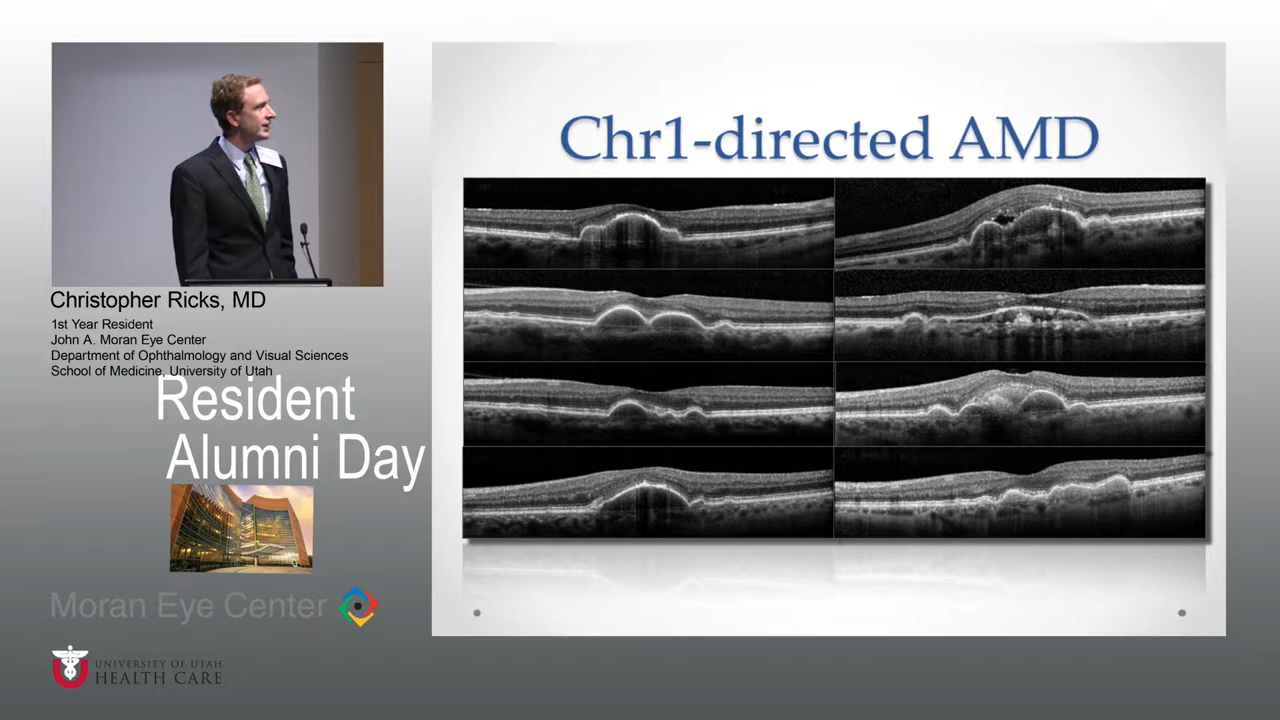 Chr1-directed AMD
Christopher Ricks, MD
1st Year Resident
John A. Moran Eye Center
Department of Ophthalmology and Visual Sciences
School of Medicine, University of Utah
Resident
Alumni Day
Moran Eye Center
UNIVERSITY OF UTAH
HEALTH CARE